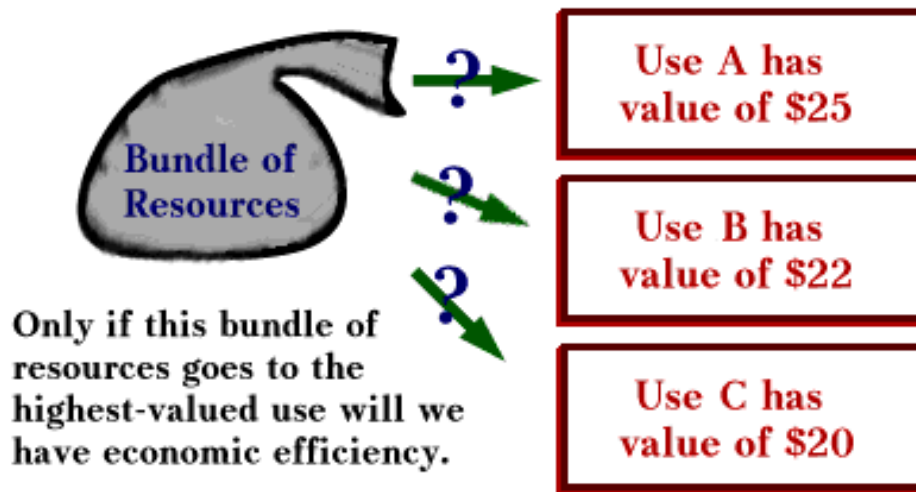 Bundle of
Resources
?
?
?
Use A has
value of $25
Use B has
value of $22
Use C has
value of $20
Only if this bundle of
resources goes to the
highest-valued use will we
have economic efficiency.